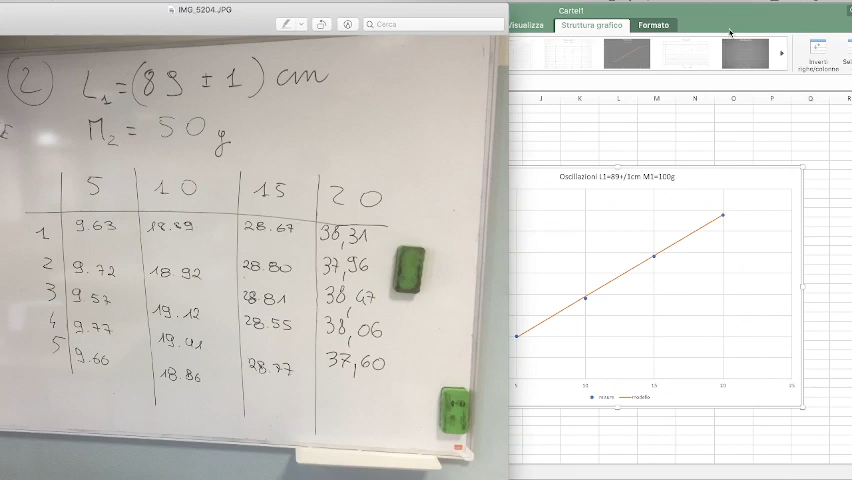 IMG_5204.JPG
Cerca
Cartel1
Visualizza Struttura grafico Formato
Inverti
righe/colonne
J K L M N O P Q R
2 L1=(89 ± 1) cm
E M2 = 50 g
5 10 15 20
1 9.63 18.89 28.67 38,31
2 9.72 18.92 28.80 37,96
3 9.57 19.12 28.81 38,47
4 9.77 19.41 28.55 38,06
5 9.66 18.86 28.77 37,60
Oscillazioni L1=89+/1cm M1=100g
5 10 15 20 25
misure modello